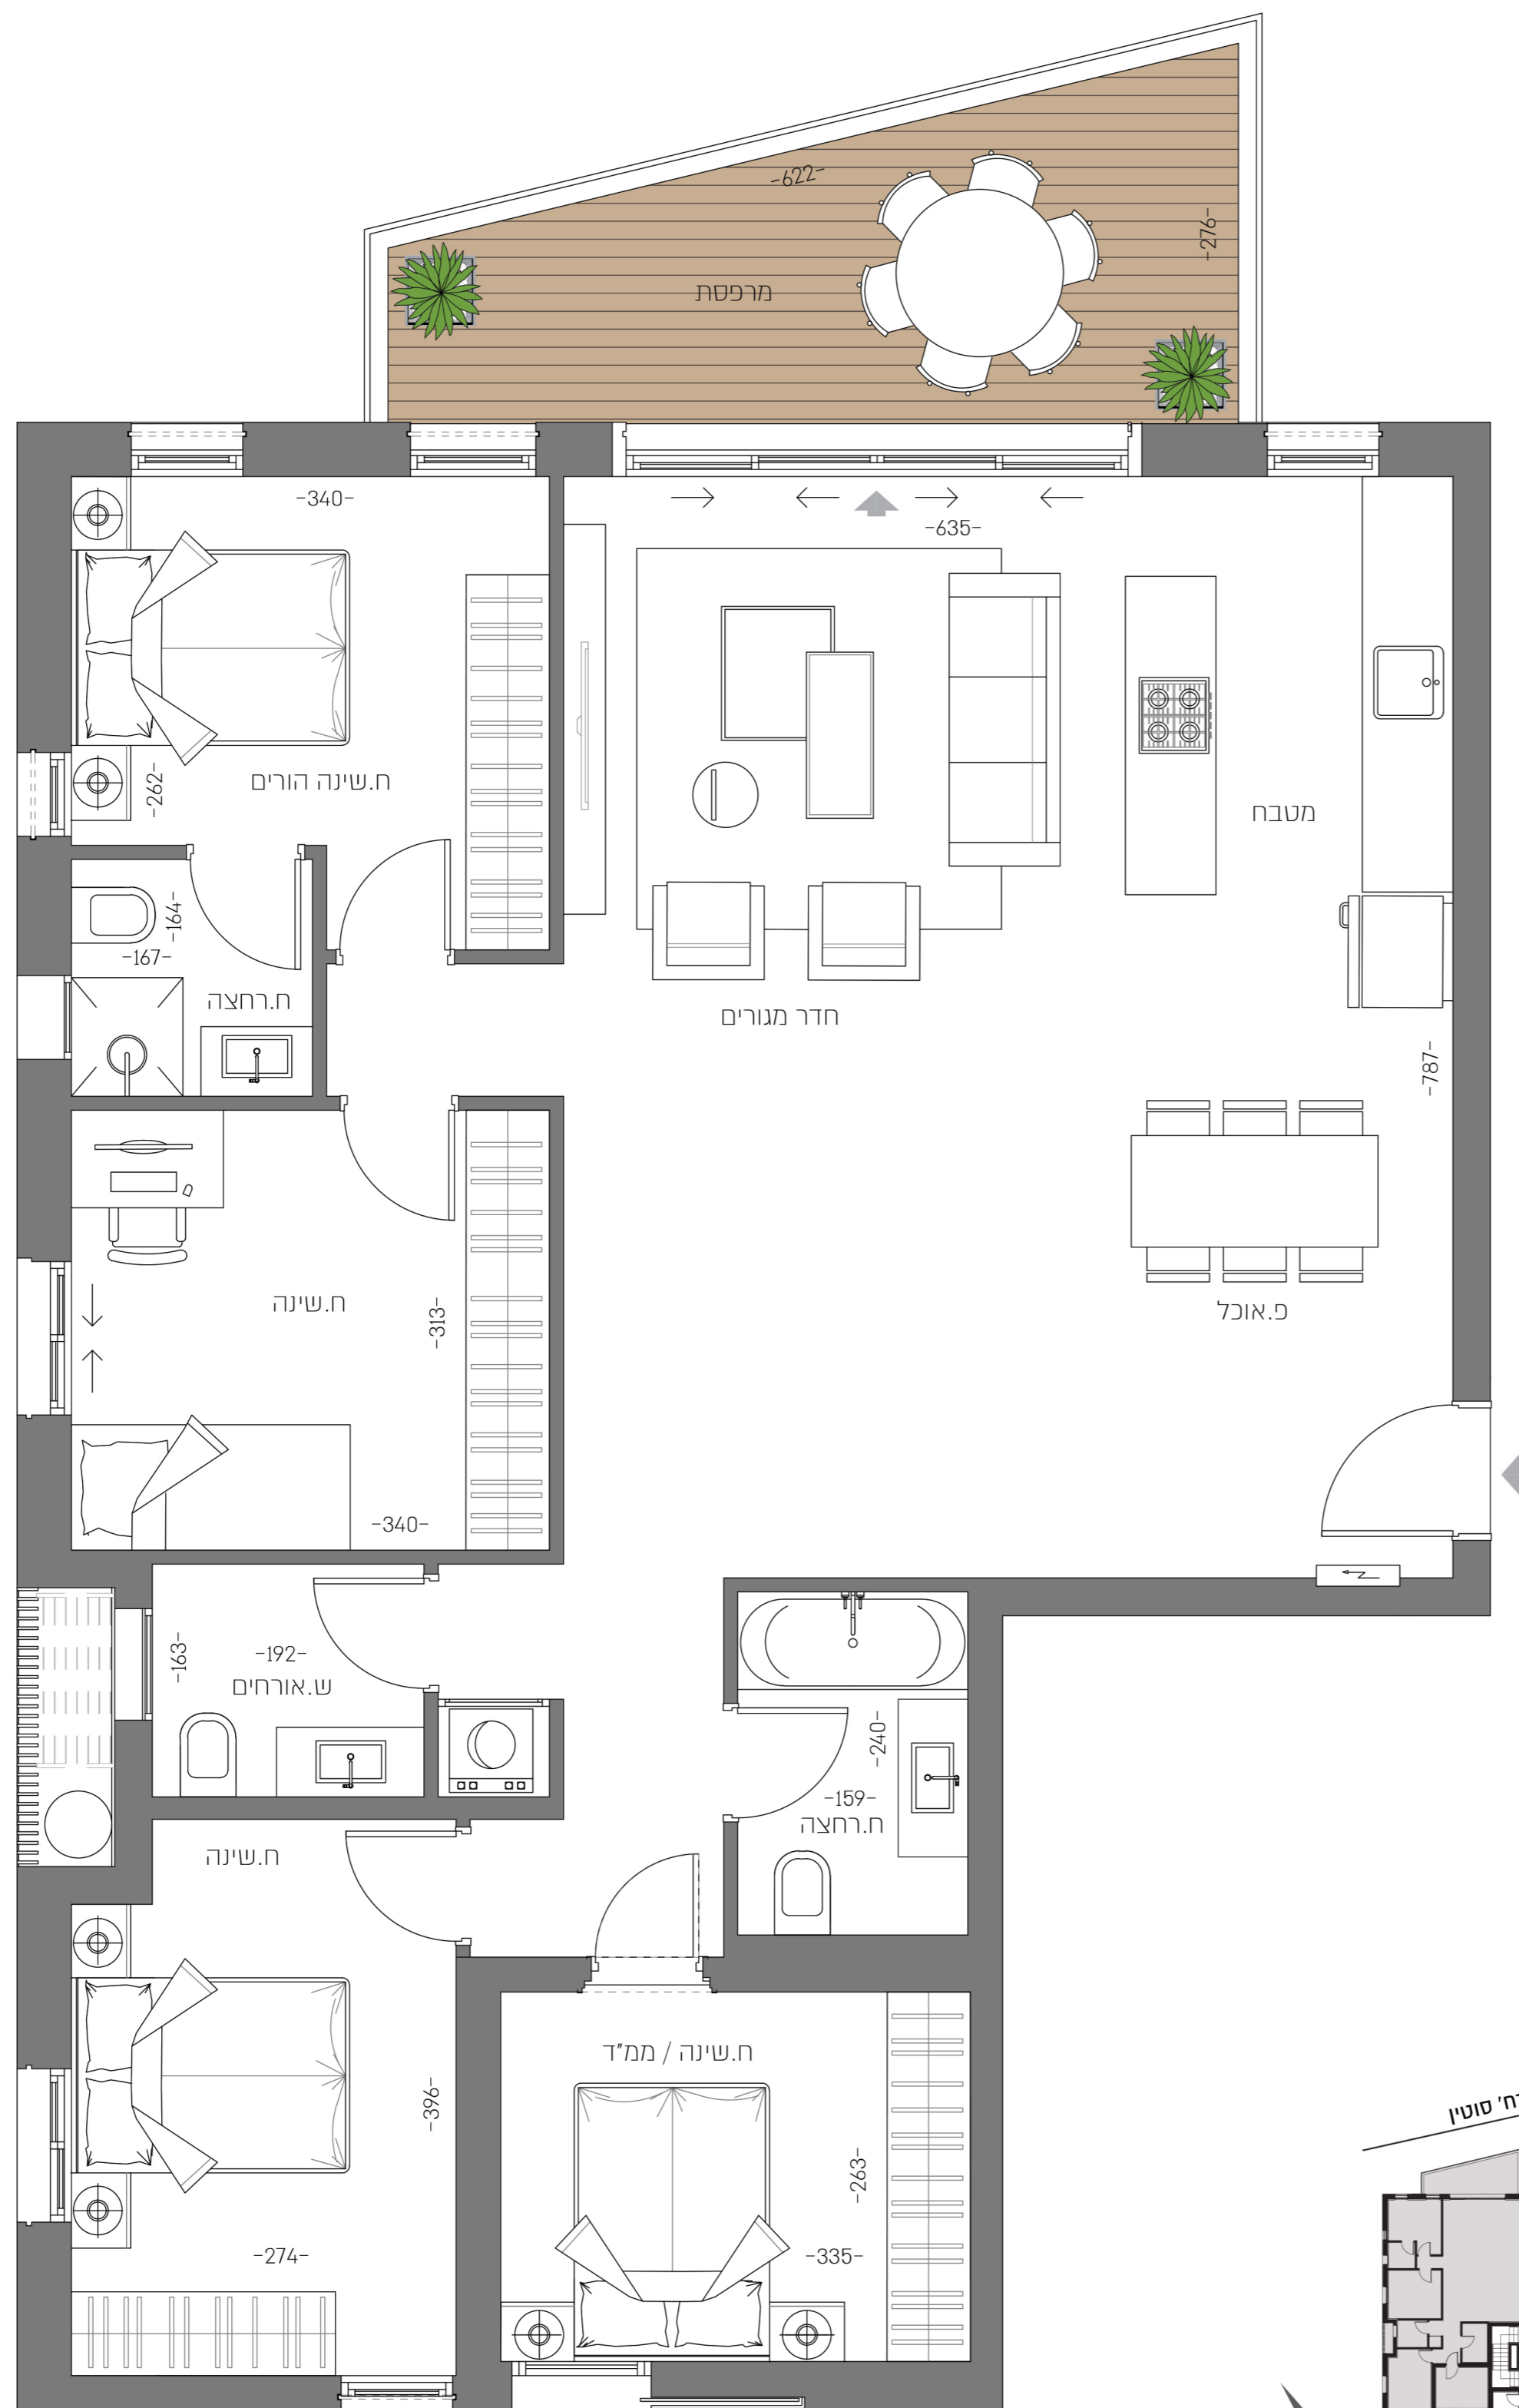 -622-
-276-
מרפסת
-340-
-635-
-262-
ח.שינה הורים
מטבח
-164-
-167-
ח.רחצה
חדר מגורים
-787-
ח.שינה
-313-
פ.אוכל
-340-
-163-
-192-
ש.אורחים
-240-
-159-
ח.רחצה
ח.שינה
ח.שינה / ממ"ד
-396-
-263-
-274-
-335-
רח' סוטין